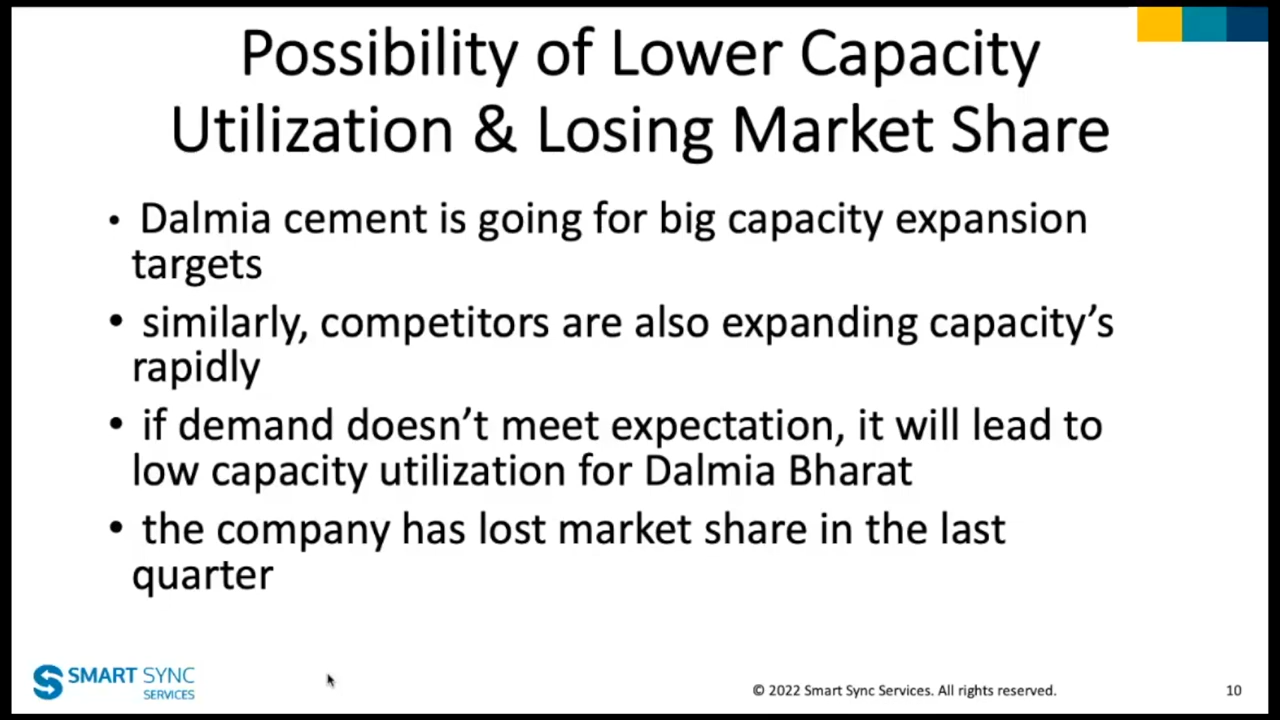 Possibility of Lower Capacity
Utilization & Losing Market Share
• Dalmia cement is going for big capacity expansion
targets
• similarly, competitors are also expanding capacity’s
rapidly
• if demand doesn’t meet expectation, it will lead to
low capacity utilization for Dalmia Bharat
• the company has lost market share in the last
quarter
SMART SYNC
SERVICES
© 2022 Smart Sync Services. All rights reserved.
10